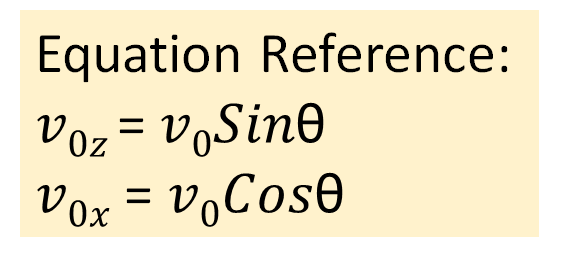 Equation Reference:
v₀z = v₀Sinθ
v₀x = v₀Cosθ